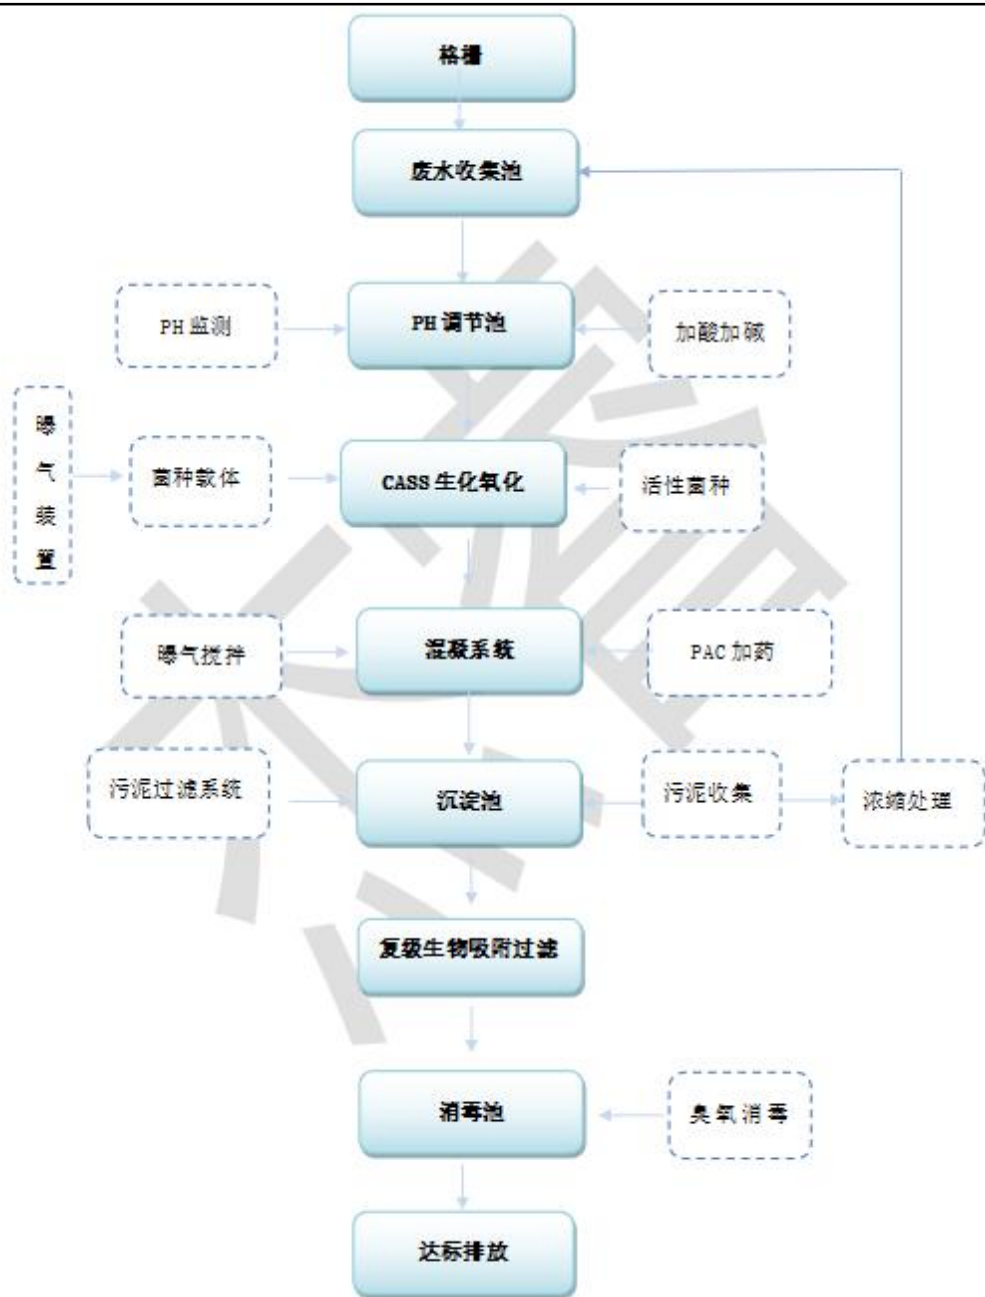 格栅
废水收集池
PH 监测
PH 调节池
加酸加碱
曝气装置
菌种载体
CASS 生化氧化
活性菌种
曝气搅拌
混凝系统
PAC 加药
污泥过滤系统
沉淀池
污泥收集
浓缩处理
复级生物吸附过滤
消毒池
臭氧消毒
达标排放